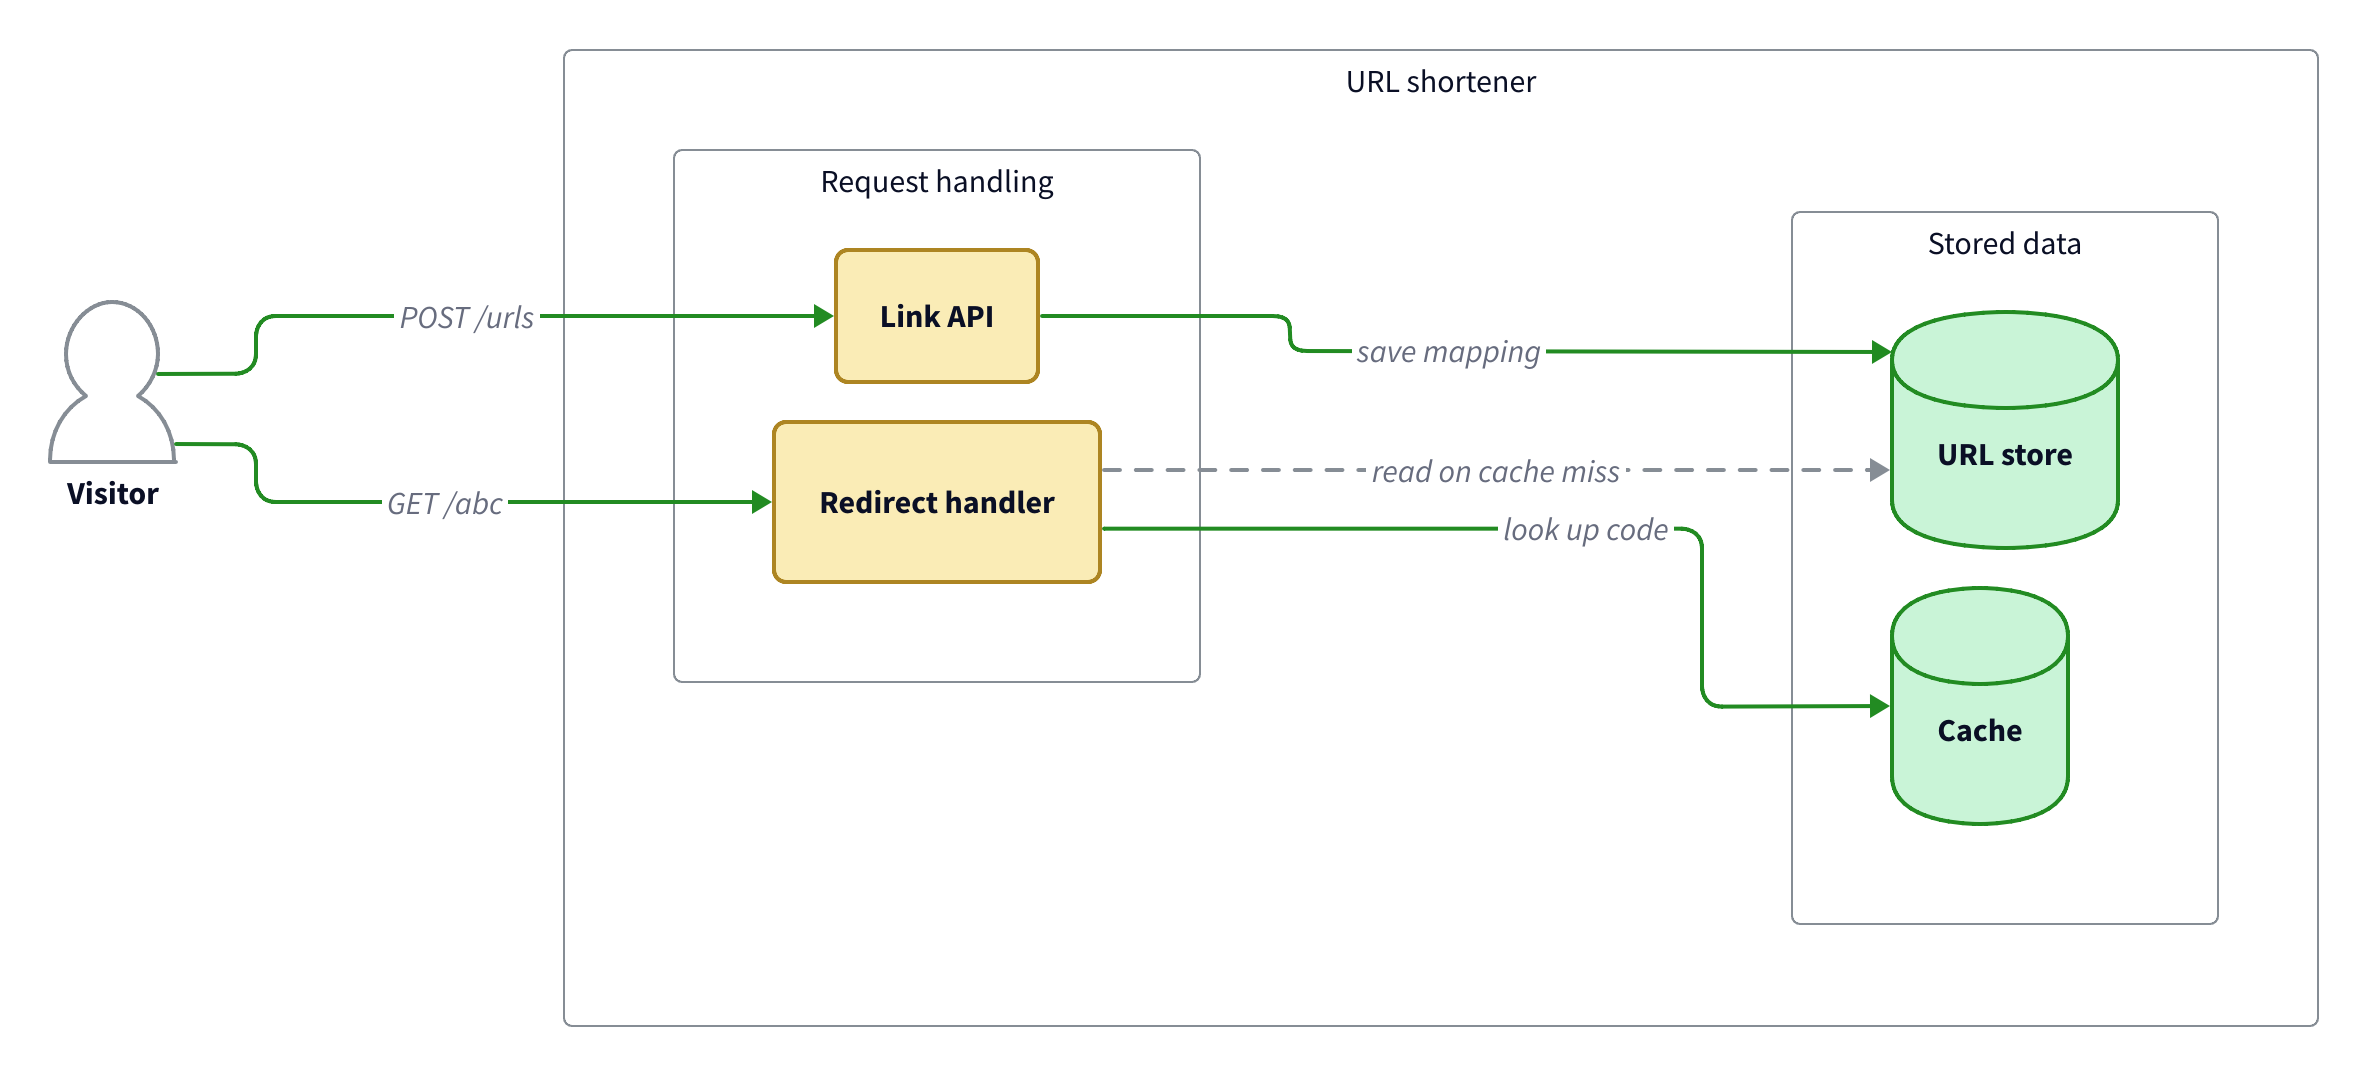 URL shortener
Request handling
Stored data
POST /urls
Link API
save mapping
URL store
read on cache miss
Visitor
GET /abc
Redirect handler
look up code
Cache